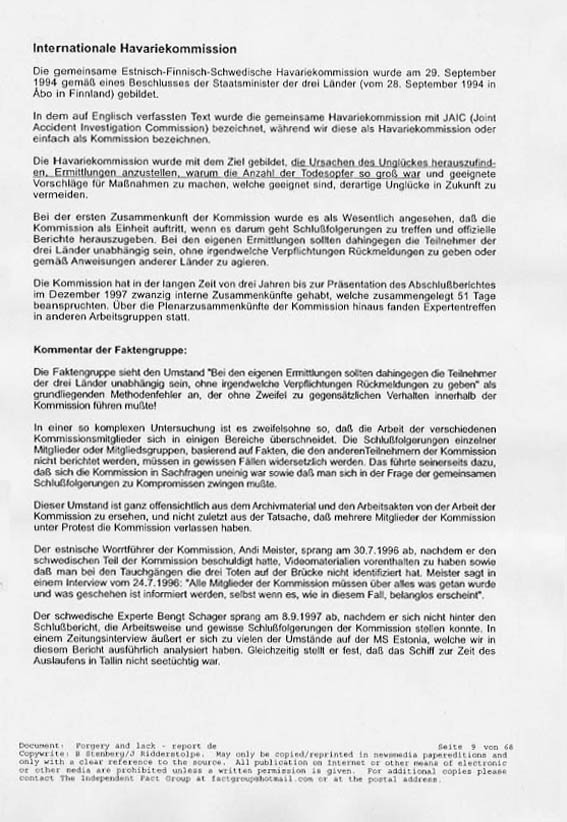 Internationale Havariekommission
Die gemeinsame Estnisch-Finnisch-Schwedische Havariekommission wurde am 29. September
1994 gemäß eines Beschlusses der Staatsminister der drei Länder (vom 28. September 1994 in
Åbo in Finnland) gebildet.
In dem auf Englisch verfassten Text wurde die gemeinsame Havariekommission mit JAIC (Joint
Accident Investigation Commission) bezeichnet, während wir diese als Havariekommission oder
einfach als Kommission bezeichnen.
Die Havariekommission wurde mit dem Ziel gebildet, die Ursachen des Unglückes herauszufind-
en, Ermittlungen anzustellen, warum die Anzahl der Todesopfer so groß war und geeignete
Vorschläge für Maßnahmen zu machen, welche geeignet sind, derartige Unglücke in Zukunft zu
vermeiden.
Bei der ersten Zusammenkunft der Kommission wurde es als Wesentlich angesehen, daß die
Kommission als Einheit auftritt, wenn es darum geht Schlußfolgerungen zu treffen und offizielle
Berichte herauszugeben. Bei den eigenen Ermittlungen sollten dahingegen die Teilnehmer der
drei Länder unabhängig sein, ohne irgendwelche Verpflichtungen Rückmeldungen zu geben oder
gemäß Anweisungen anderer Länder zu agieren.
Die Kommission hat in der langen Zeit von drei Jahren bis zur Präsentation des Abschlußberichtes
im Dezember 1997 zwanzig interne Zusammenkünfte gehabt, welche zusammengelegt 51 Tage
beanspruchten. Über die Plenarzusammenkünfte der Kommission hinaus fanden Expertentreffen
in anderen Arbeitsgruppen statt.
Kommentar der Faktengruppe:
Die Faktengruppe sieht den Umstand "Bei den eigenen Ermittlungen sollten dahingegen die Teilnehmer
der drei Länder unabhängig sein, ohne irgendwelche Verpflichtungen Rückmeldungen zu geben" als
grundliegenden Methodenfehler an, der ohne Zweifel zu gegensätzlichen Verhalten innerhalb der
Kommission führen mußte!
In einer so komplexen Untersuchung ist es zweifelsohne so, daß die Arbeit der verschiedenen
Kommissionsmitglieder sich in einigen Bereiche überschneidet. Die Schlußfolgerungen einzelner
Mitglieder oder Mitgliedsgruppen, basierend auf Fakten, die den anderenTeilnehmern der Kommission
nicht berichtet werden, müssen in gewissen Fällen widersetzlich werden. Das führte seinerseits dazu,
daß sich die Kommission in Sachfragen uneinig war sowie daß man sich in der Frage der gemeinsamen
Schlußfolgerungen zu Kompromissen zwingen mußte.
Dieser Umstand ist ganz offensichtlich aus dem Archivmaterial und den Arbeitsakten von der Arbeit der
Kommission zu ersehen, und nicht zuletzt aus der Tatsache, daß mehrere Mitglieder der Kommission
unter Protest die Kommission verlassen haben.
Der estnische Worrtführer der Kommission, Andi Meister, sprang am 30.7.1996 ab, nachdem er den
schwedischen Teil der Kommission beschuldigt hatte, Videomaterialien vorenthalten zu haben sowie
daß man bei den Tauchgängen die drei Toten auf der Brücke nicht identifiziert hat. Meister sagt in
einem Interview vom 24.7.1996: "Alle Mitglieder der Kommission müssen über alles was getan wurde
und was geschehen ist informiert werden, selbst wenn es, wie in diesem Fall, belanglos erscheint".
Der schwedische Experte Bengt Schager sprang am 8.9.1997 ab, nachdem er sich nicht hinter den
Schlußbericht, die Arbeitsweise und gewisse Schlußfolgerungen der Kommission stellen konnte. In
einem Zeitungsinterview äußert er sich zu vielen der Umstände auf der MS Estonia, welche wir in
diesem Bericht ausführlich analysiert haben. Gleichzeitig stellt er fest, daß das Schiff zur Zeit des
Auslaufens in Tallin nicht seetüchtig war.
Document: Forgery and lack - report de Seite 9 von 68
Copywrite: B Stenberg/J Ridderstolpe. May only be copied/reprinted in newsmedia papereditions and
only with a clear reference to the source. All publication on Internet or other means of electronic
or other media are prohibited unless a written permission is given. For additional copies please
contact The Independent Fact Group at factgroup@hotmail.com or at the postal address.